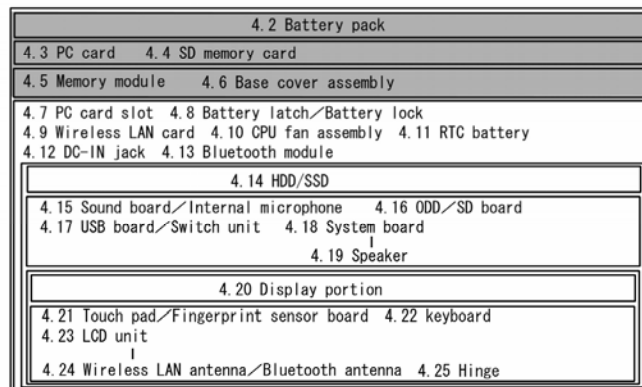 4.2 Battery pack
4.3 PC card 4.4 SD memory card
4.5 Memory module 4.6 Base cover assembly
4.7 PC card slot 4.8 Battery latch／Battery lock
4.9 Wireless LAN card 4.10 CPU fan assembly 4.11 RTC battery
4.12 DC-IN jack 4.13 Bluetooth module
4.14 HDD/SSD
4.15 Sound board／Internal microphone 4.16 ODD／SD board
4.17 USB board／Switch unit 4.18 System board
4.19 Speaker
4.20 Display portion
4.21 Touch pad／Fingerprint sensor board 4.22 keyboard
4.23 LCD unit
4.24 Wireless LAN antenna／Bluetooth antenna 4.25 Hinge